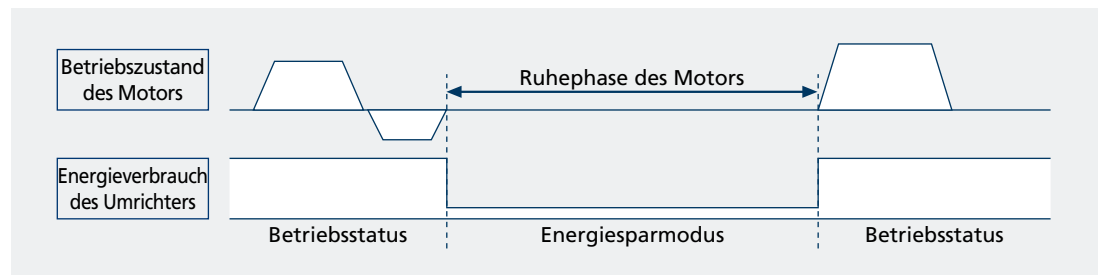 Betriebszustand
des Motors
Ruhephase des Motors
Energieverbrauch
des Umrichters
Betriebsstatus
Energiesparmodus
Betriebsstatus